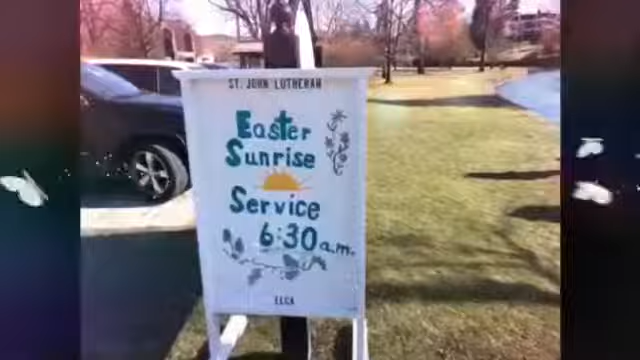 ST. JOHN LUTHERAN
Easter
Sunrise
Service
6:30 a.m.
ELCA